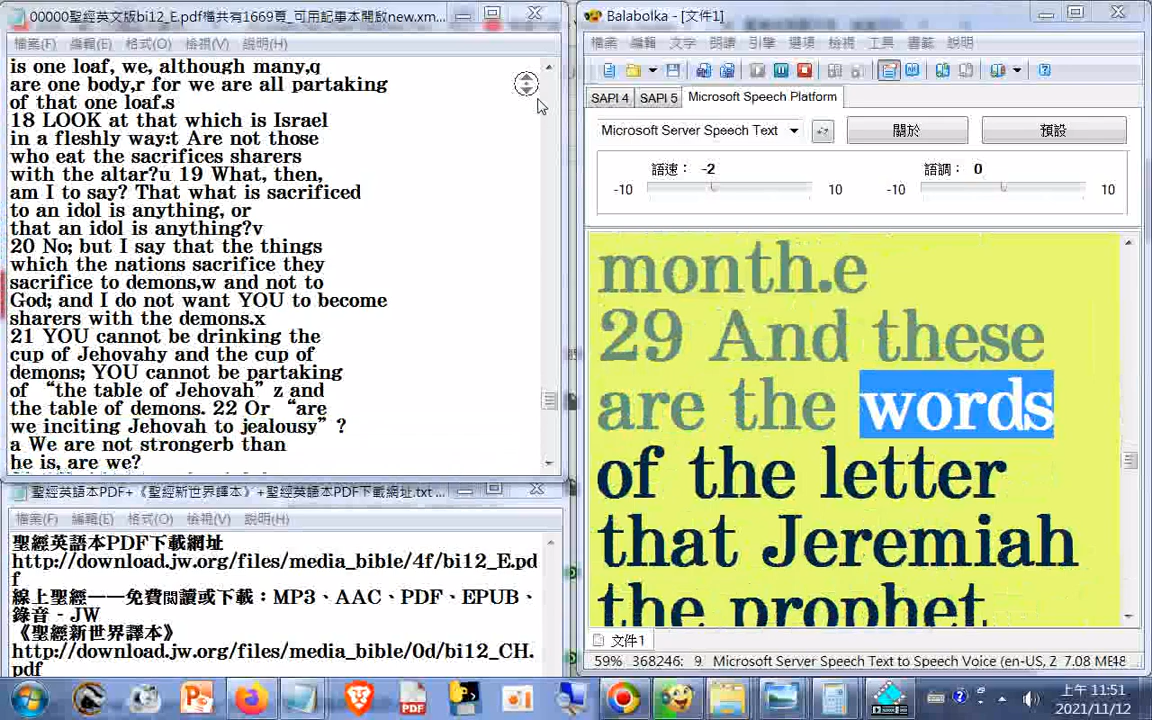 00000聖經英文版bi12_E.pdf檔共有1669頁_可用記事本開啟new.xm...
檔案(F) 編輯(E) 格式(O) 檢視(V) 說明(H)
is one loaf, we, although many,q
are one body,r for we are all partaking
of that one loaf.s
18 LOOK at that which is Israel
in a fleshly way:t Are not those
who eat the sacrifices sharers
with the altar?u 19 What, then,
am I to say? That what is sacrificed
to an idol is anything, or
that an idol is anything?v
20 No; but I say that the things
which the nations sacrifice they
sacrifice to demons,w and not to
God; and I do not want YOU to become
sharers with the demons.x
21 YOU cannot be drinking the
cup of Jehovahy and the cup of
demons; YOU cannot be partaking
of “the table of Jehovah”z and
the table of demons. 22 Or “are
we inciting Jehovah to jealousy”?
a We are not strongerb than
he is, are we?
聖經英語本PDF+《聖經新世界譯本》+聖經英語本PDF下載網址.txt ...
檔案(F) 編輯(E) 格式(O) 檢視(V) 說明(H)
聖經英語本PDF下載網址
http://download.jw.org/files/media_bible/4f/bi12_E.pd
f
線上聖經——免費閱讀或下載：MP3、AAC、PDF、EPUB、
錄音 - JW
《聖經新世界譯本》
http://download.jw.org/files/media_bible/0d/bi12_CH.
pdf
Balabolka - [文件1]
檔案 編輯 文字 朗讀 引擎 選項 檢視 工具 書籤 說明
SAPI 4 SAPI 5 Microsoft Speech Platform
Microsoft Server Speech Text 關於 預設
語速： -2 語調： 0
-10 10 -10 10
month.e
29 And these
are the words
of the letter
that Jeremiah
the prophet
文件1
59% 368246: 9 Microsoft Server Speech Text to Speech Voice (en-US, Z 7.08 MB
上午 11:51
2021/11/12